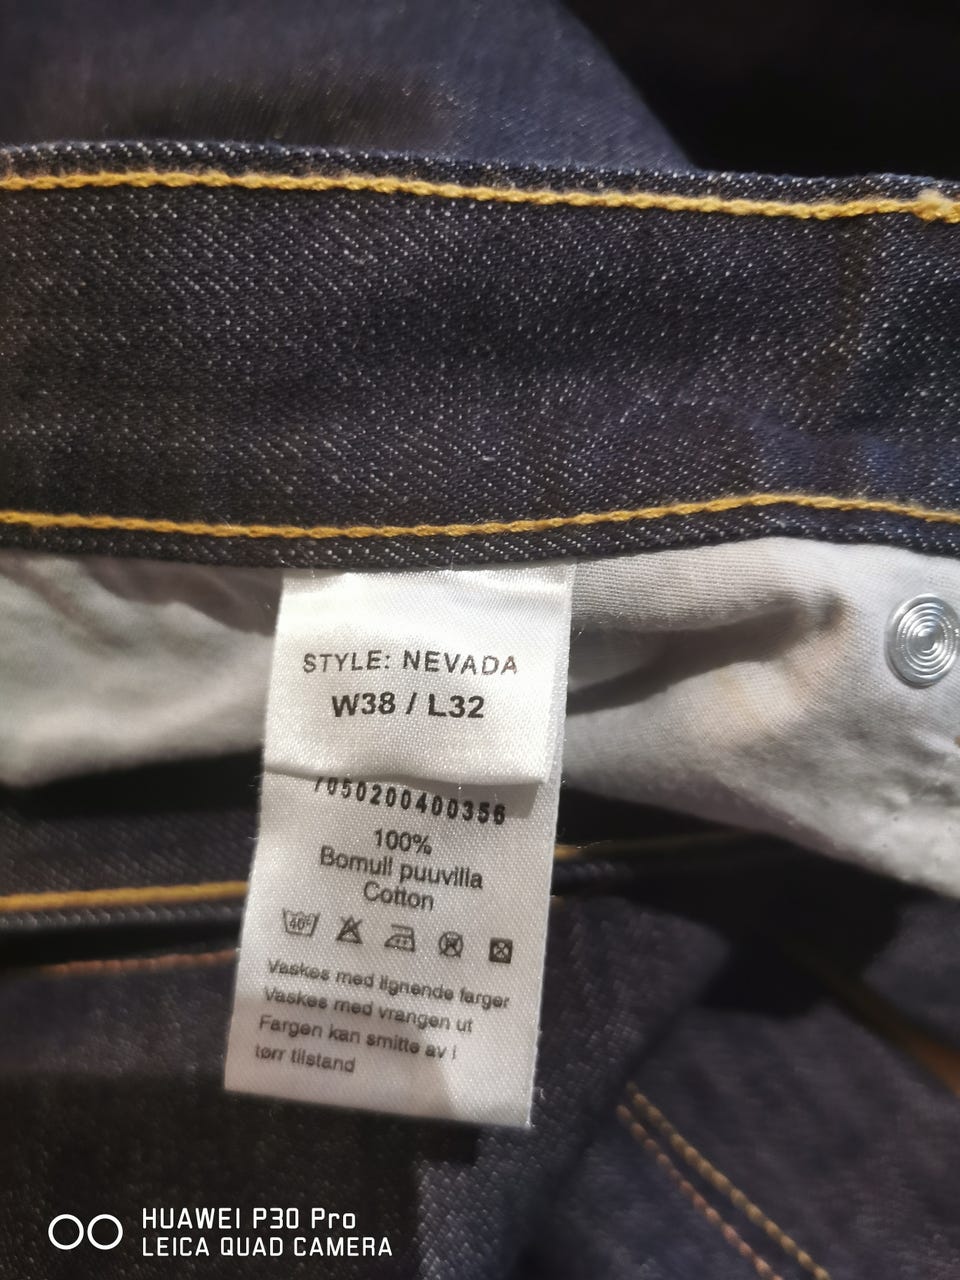 STYLE: NEVADA
W38 / L32
7050200400356
100%
Bomull puuvilla
Cotton
40°
Vaskes med lignende farger
Vaskes med vrangen ut
Fargen kan smitte av i
tørr tilstand
HUAWEI P30 Pro
LEICA QUAD CAMERA